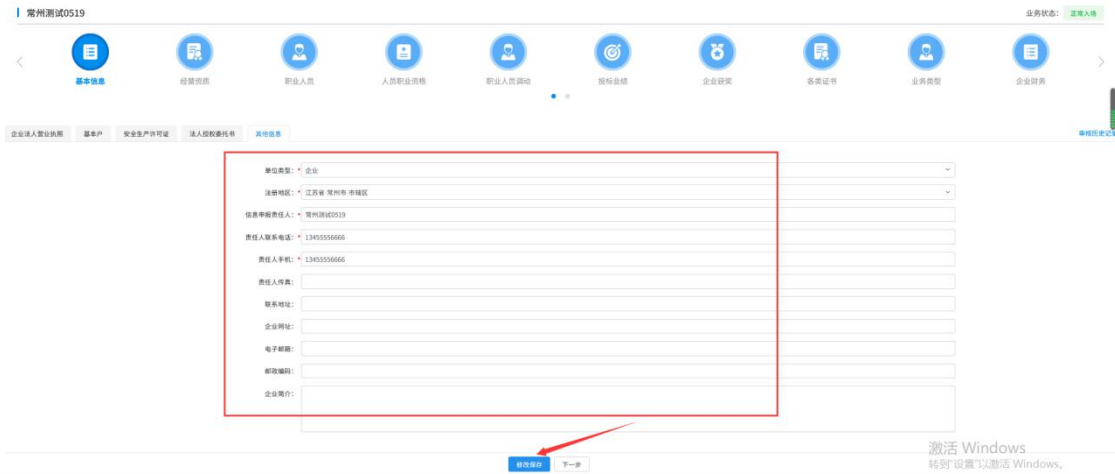 常州测试0519
业务状态: 正常入场
基本信息 经营资质 职业人员 人员职业资格 职业人员调动 投标业绩 企业获奖 各类证书 业务类型 企业财务
企业法人营业执照 基本户 安全生产许可证 法人授权委托书 其他信息 审核历史记录
单位类型: * 企业
注册地区: * 江苏省·常州市·市辖区
信息申报责任人: * 常州测试0519
责任人联系电话: * 13455556666
责任人手机: * 13455556666
责任人传真:
联系地址:
企业网址:
电子邮箱:
邮政编码:
企业简介:
修改保存 下一步
激活 Windows
转到"设置"以激活 Windows。